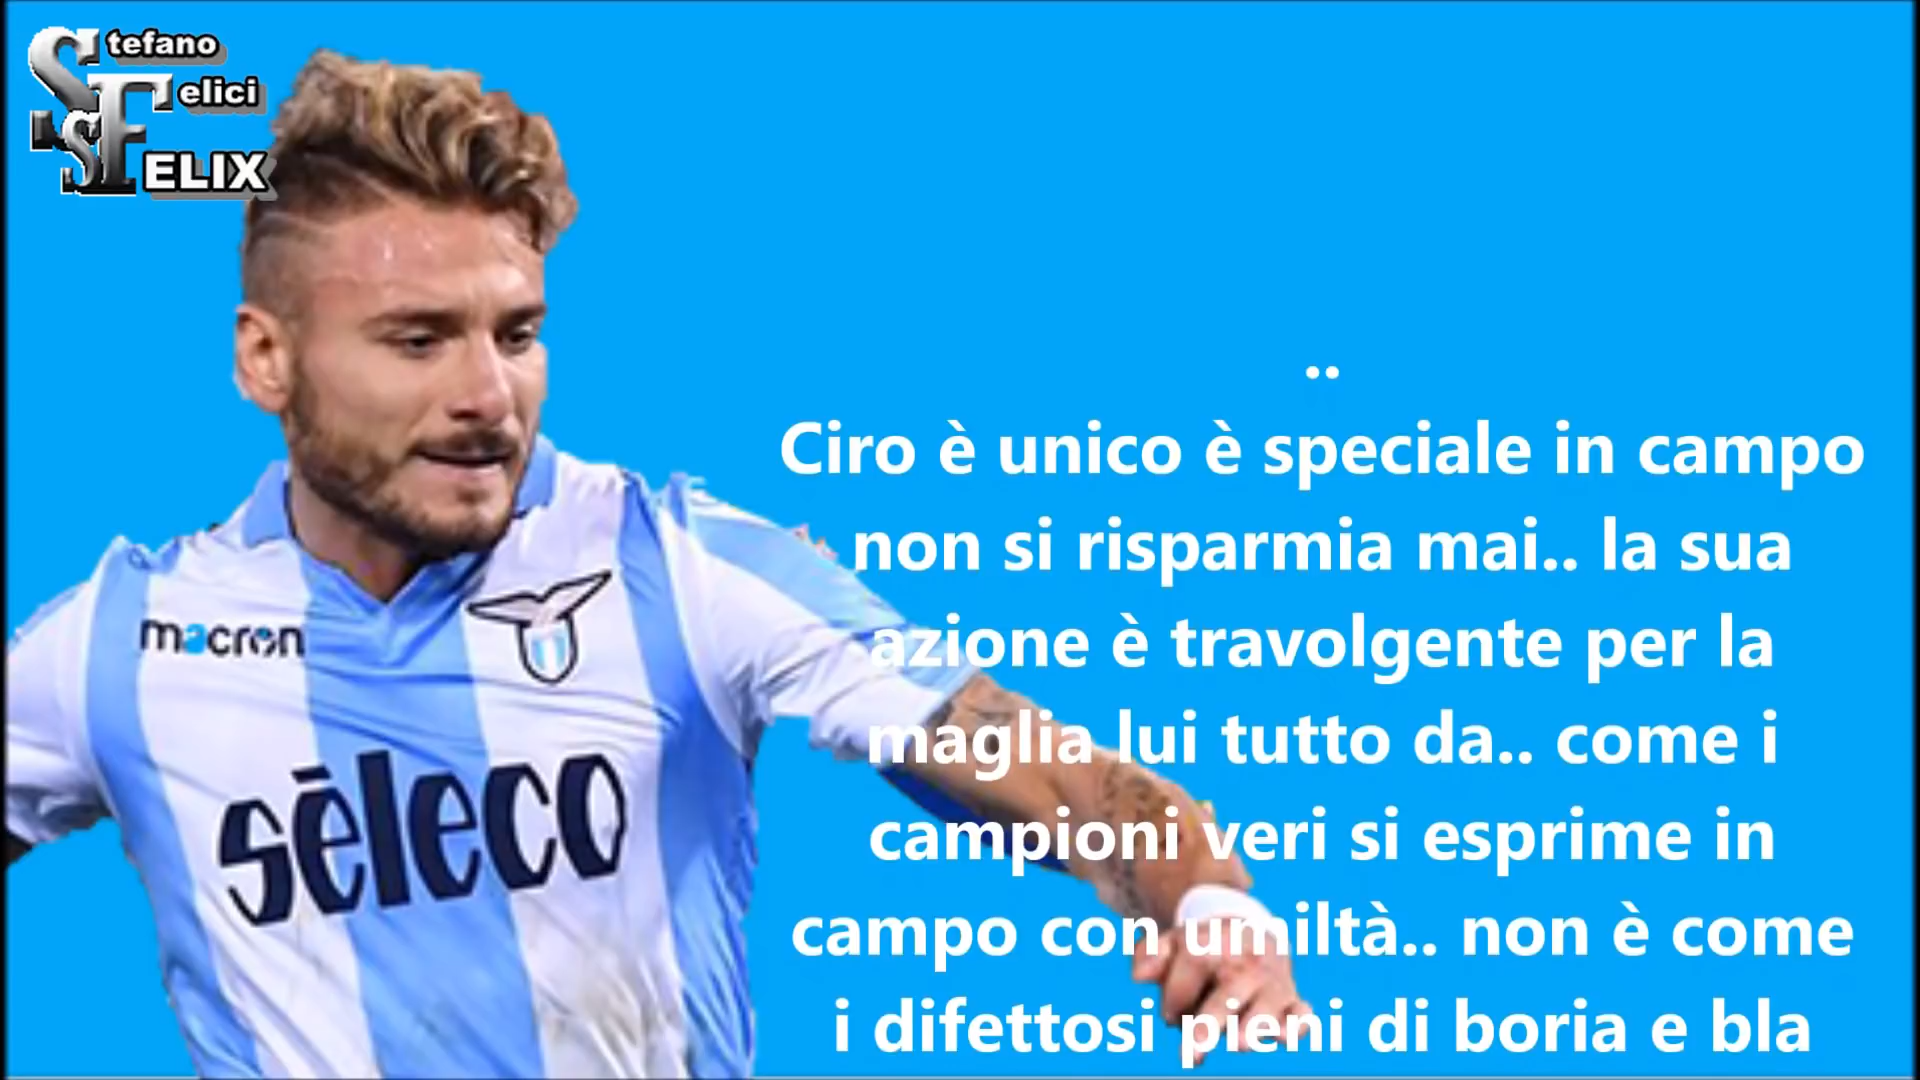 Stefano
Felici
FELIX
..
Ciro è unico è speciale in campo
non si risparmia mai.. la sua
azione è travolgente per la
maglia lui tutto da.. come i
campioni veri si esprime in
campo con umiltà.. non è come
i difettosi pieni di boria e bla
macron
sèleco